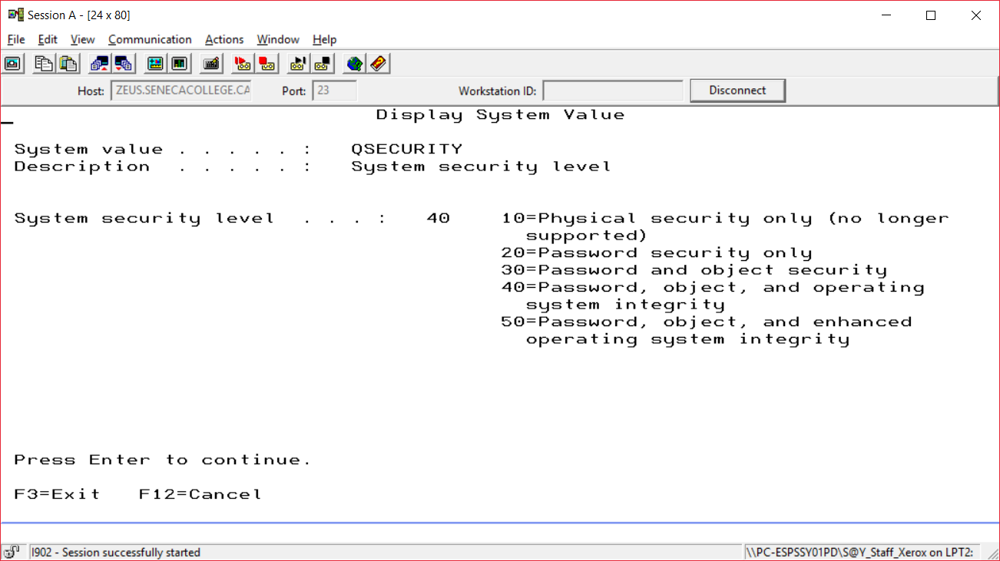 Session A - [24 x 80]
File Edit View Communication Actions Window Help
Host: ZEUS.SENECACOLLEGE.CA Port: 23 Workstation ID: Disconnect
Display System Value
System value . . . . . : QSECURITY
Description . . . . . : System security level
System security level . . . : 40 10=Physical security only (no longer
supported)
20=Password security only
30=Password and object security
40=Password, object, and operating
system integrity
50=Password, object, and enhanced
operating system integrity
Press Enter to continue.
F3=Exit F12=Cancel
I902 - Session successfully started \\PC-ESPSSY01PD\S@Y_Staff_Xerox on LPT2: